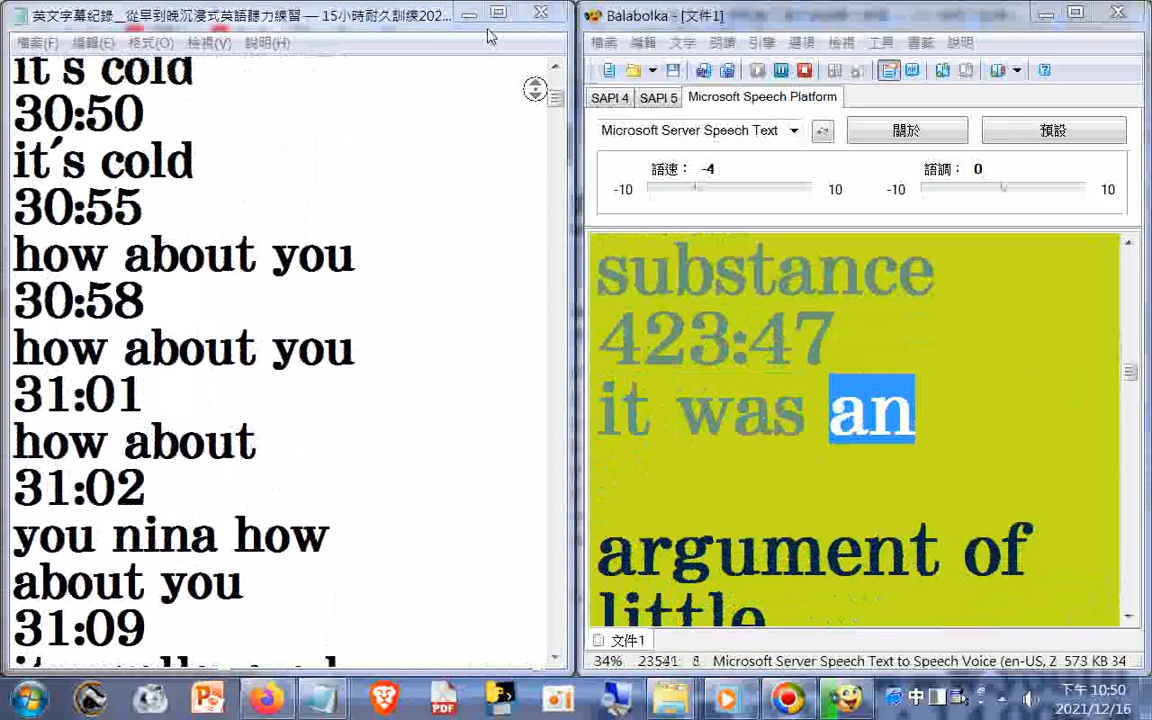 英文字幕紀錄__從早到晚沉浸式英語聽力練習 — 15小時耐久訓練202...
檔案(F) 編輯(E) 格式(O) 檢視(V) 說明(H)
it's cold
30:50
it's cold
30:55
how about you
30:58
how about you
31:01
how about
31:02
you nina how
about you
31:09
Balabolka - [文件1]
檔案 編輯 文字 朗讀 引擎 選項 檢視 工具 書籤 說明
SAPI 4 SAPI 5 Microsoft Speech Platform
Microsoft Server Speech Text 關於 預設
語速: -4 語調: 0
-10 10 -10 10
substance
423:47
it was an
argument of
little
文件1
34% 23541: 8 Microsoft Server Speech Text to Speech Voice (en-US, Z 573 KB 34
PDF
中
下午 10:50
2021/12/16